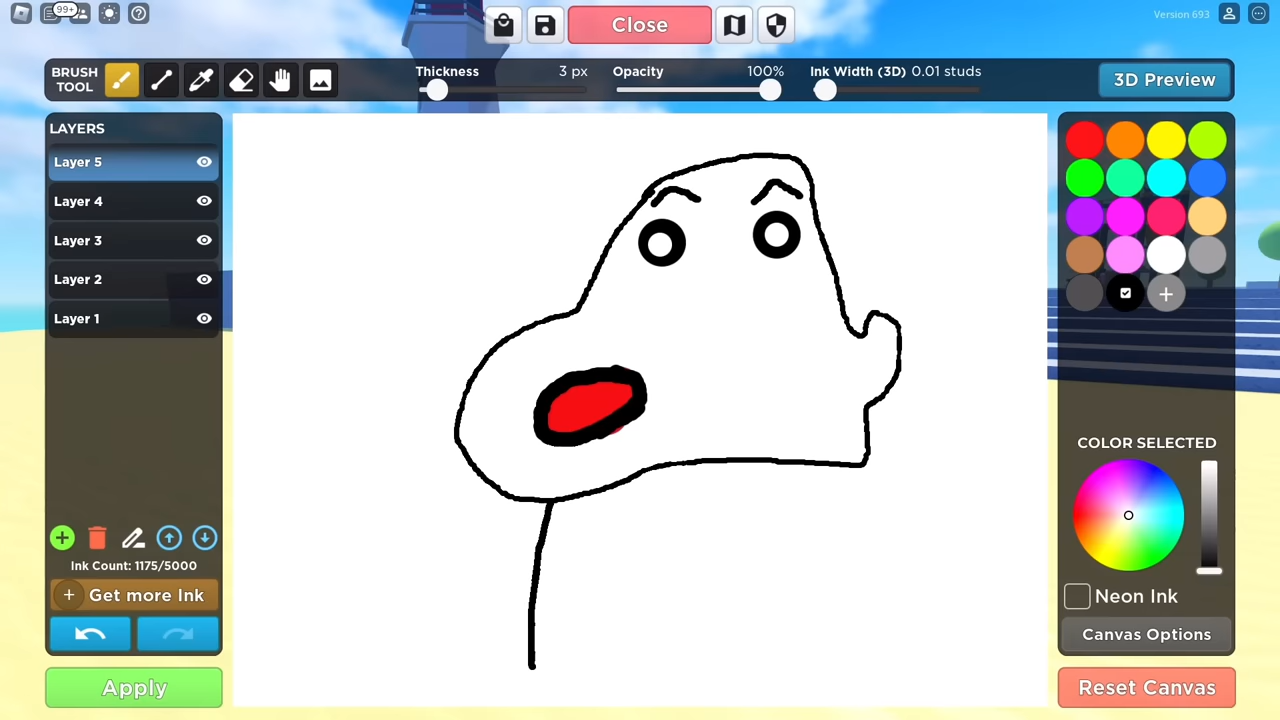 99+
Close
Version 693
BRUSH
TOOL
Thickness 3 px
Opacity 100%
Ink Width (3D) 0.01 studs
3D Preview
LAYERS
Layer 5
Layer 4
Layer 3
Layer 2
Layer 1
Ink Count: 1175/5000
+ Get more Ink
Apply
COLOR SELECTED
Neon Ink
Canvas Options
Reset Canvas